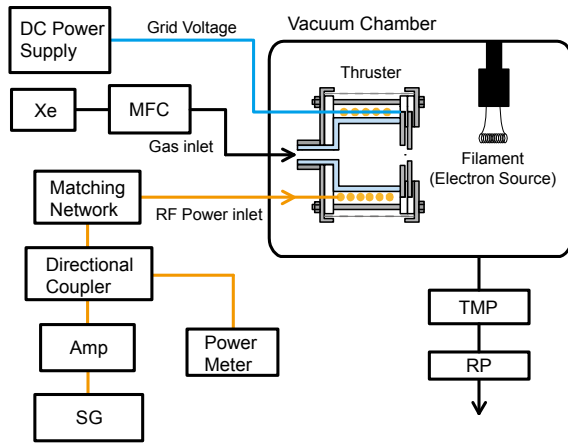 DC Power
Supply
Grid Voltage
Vacuum Chamber
Thruster
Xe
MFC
Gas inlet
Filament
(Electron Source)
Matching
Network
RF Power inlet
Directional
Coupler
TMP
Amp
Power
Meter
RP
SG